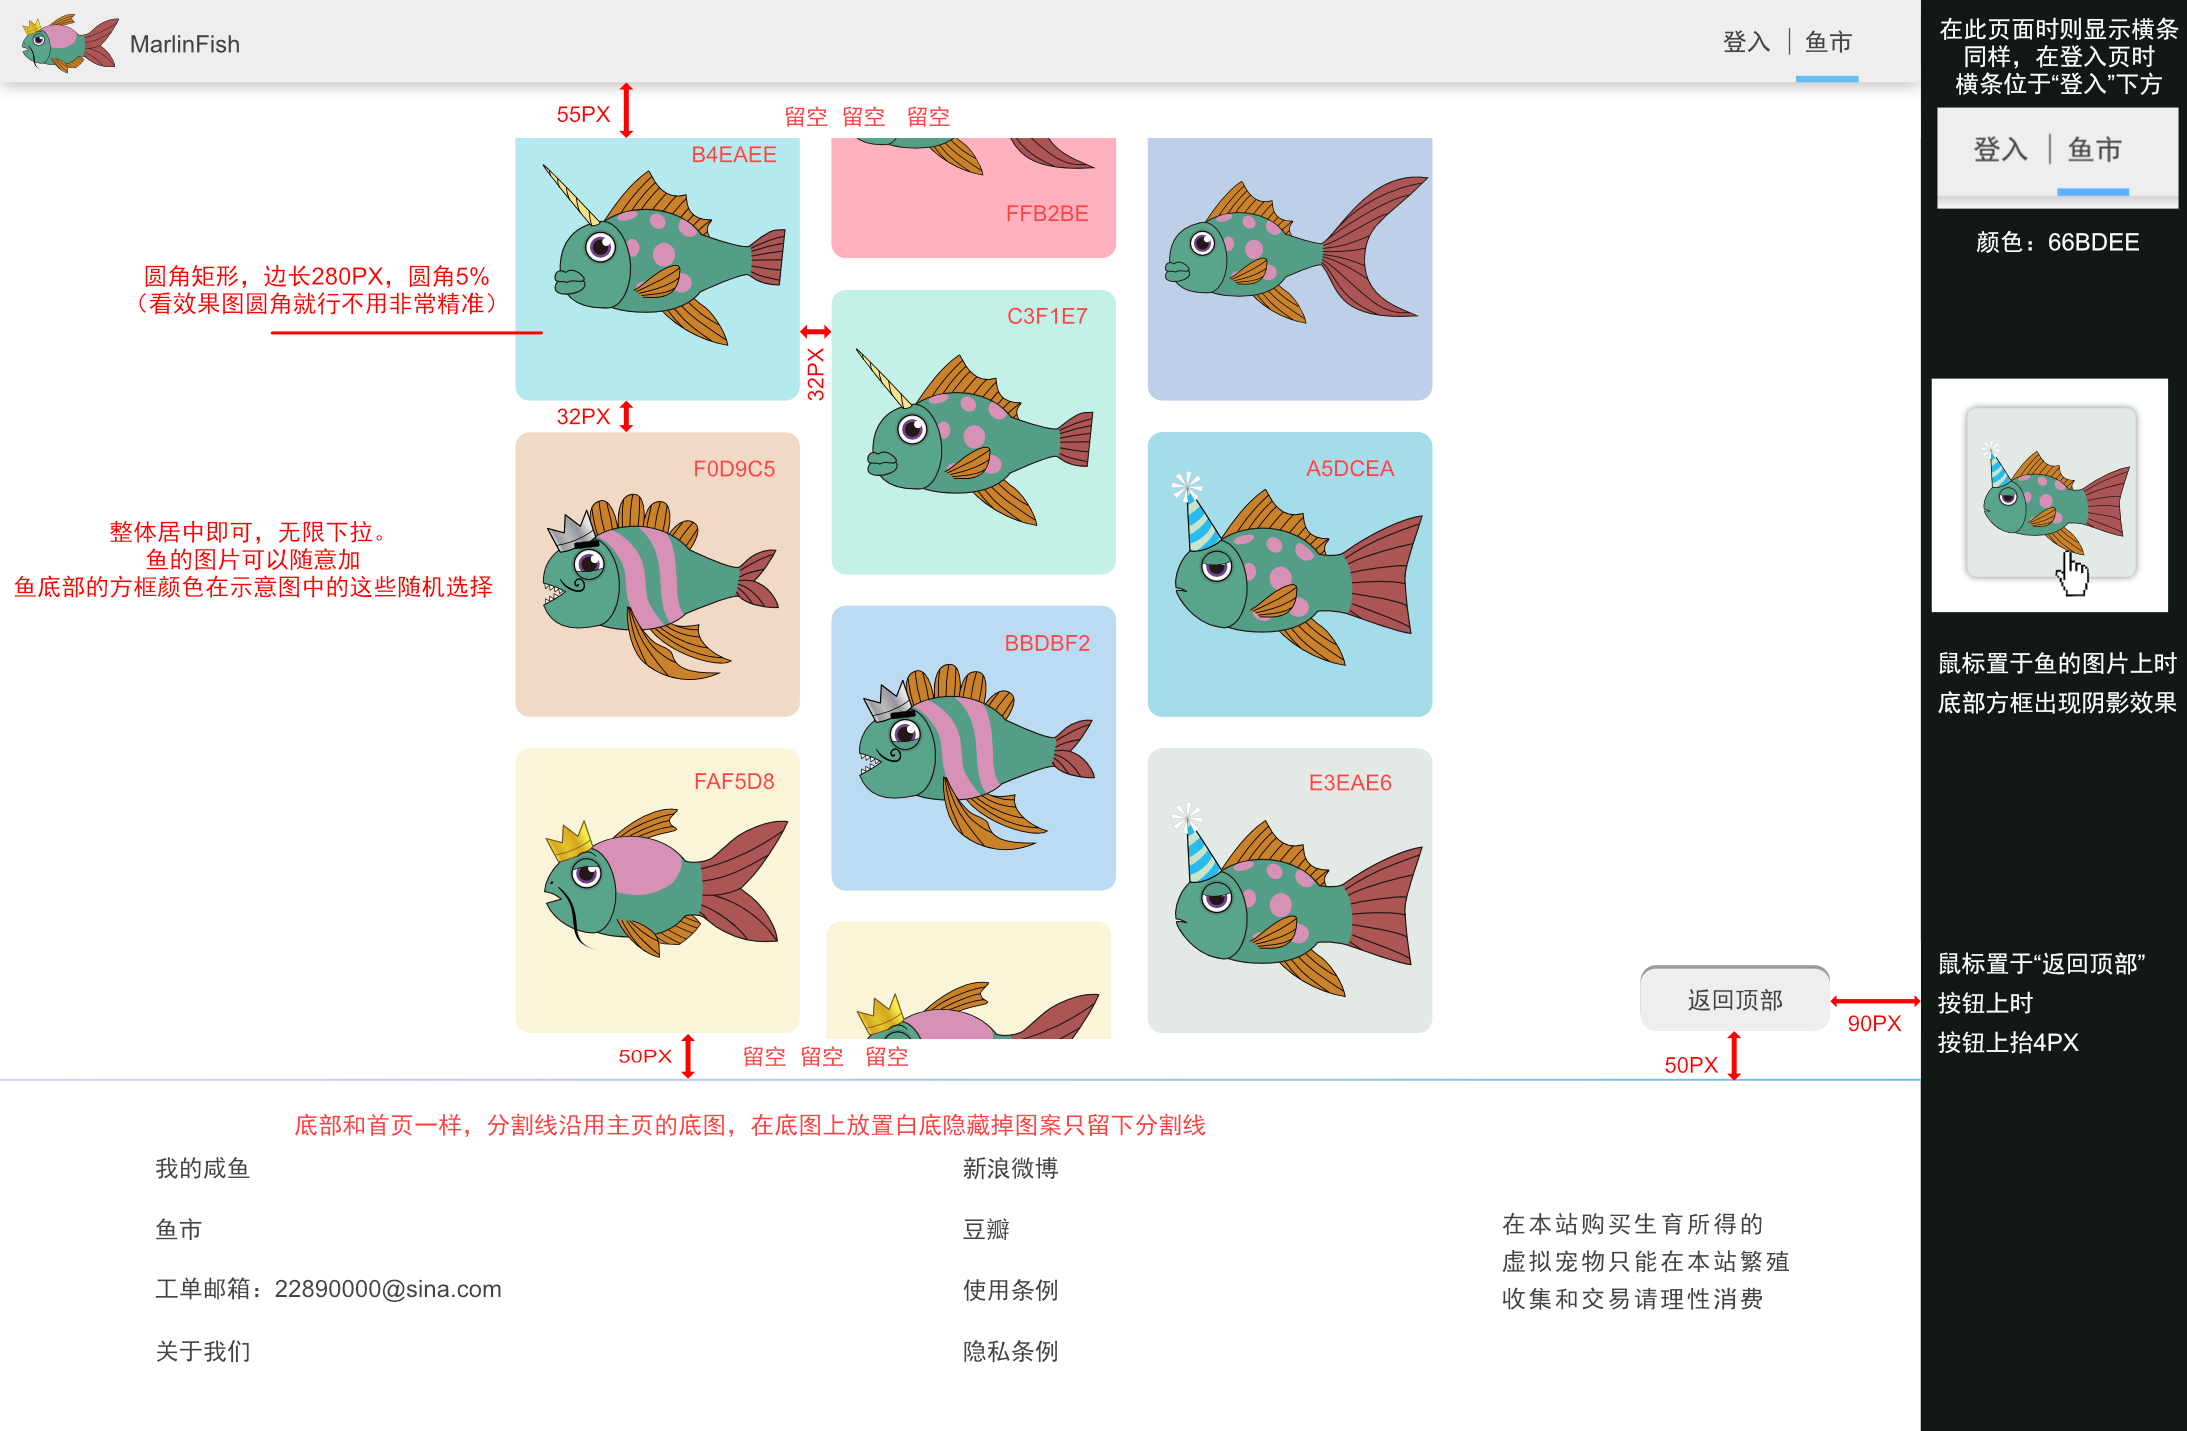 MarlinFish
登入 | 鱼市
55PX
留空 留空 留空
B4EAEE
FFB2BE
圆角矩形，边长280PX，圆角5%
（看效果图圆角就行不用非常精准）
C3F1E7
32PX
32PX
F0D9C5
A5DCEA
整体居中即可，无限下拉。
鱼的图片可以随意加
鱼底部的方框颜色在示意图中的这些随机选择
BBDBF2
FAF5D8
E3EAE6
返回顶部
90PX
50PX
50PX
留空 留空 留空
底部和首页一样，分割线沿用主页的底图，在底图上放置白底隐藏掉图案只留下分割线
我的咸鱼
鱼市
工单邮箱：22890000@sina.com
关于我们
新浪微博
豆瓣
使用条例
隐私条例
在本站购买生育所得的
虚拟宠物只能在本站繁殖
收集和交易请理性消费
在此页面时则显示横条
同样，在登入页时
横条位于“登入”下方
登入 | 鱼市
颜色：66BDEE
鼠标置于鱼的图片上时
底部方框出现阴影效果
鼠标置于“返回顶部”
按钮上时
按钮上抬4PX